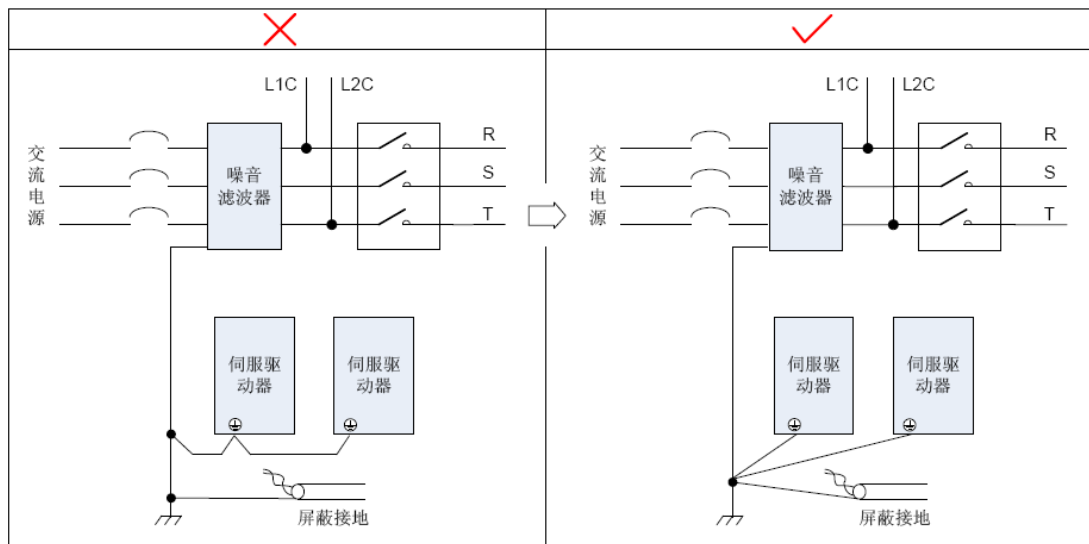 L1C L2C
交流电源
噪音
滤波器
R
S
T
伺服驱
动器
伺服驱
动器
屏蔽接地
L1C L2C
交流电源
噪音
滤波器
R
S
T
伺服驱
动器
伺服驱
动器
屏蔽接地